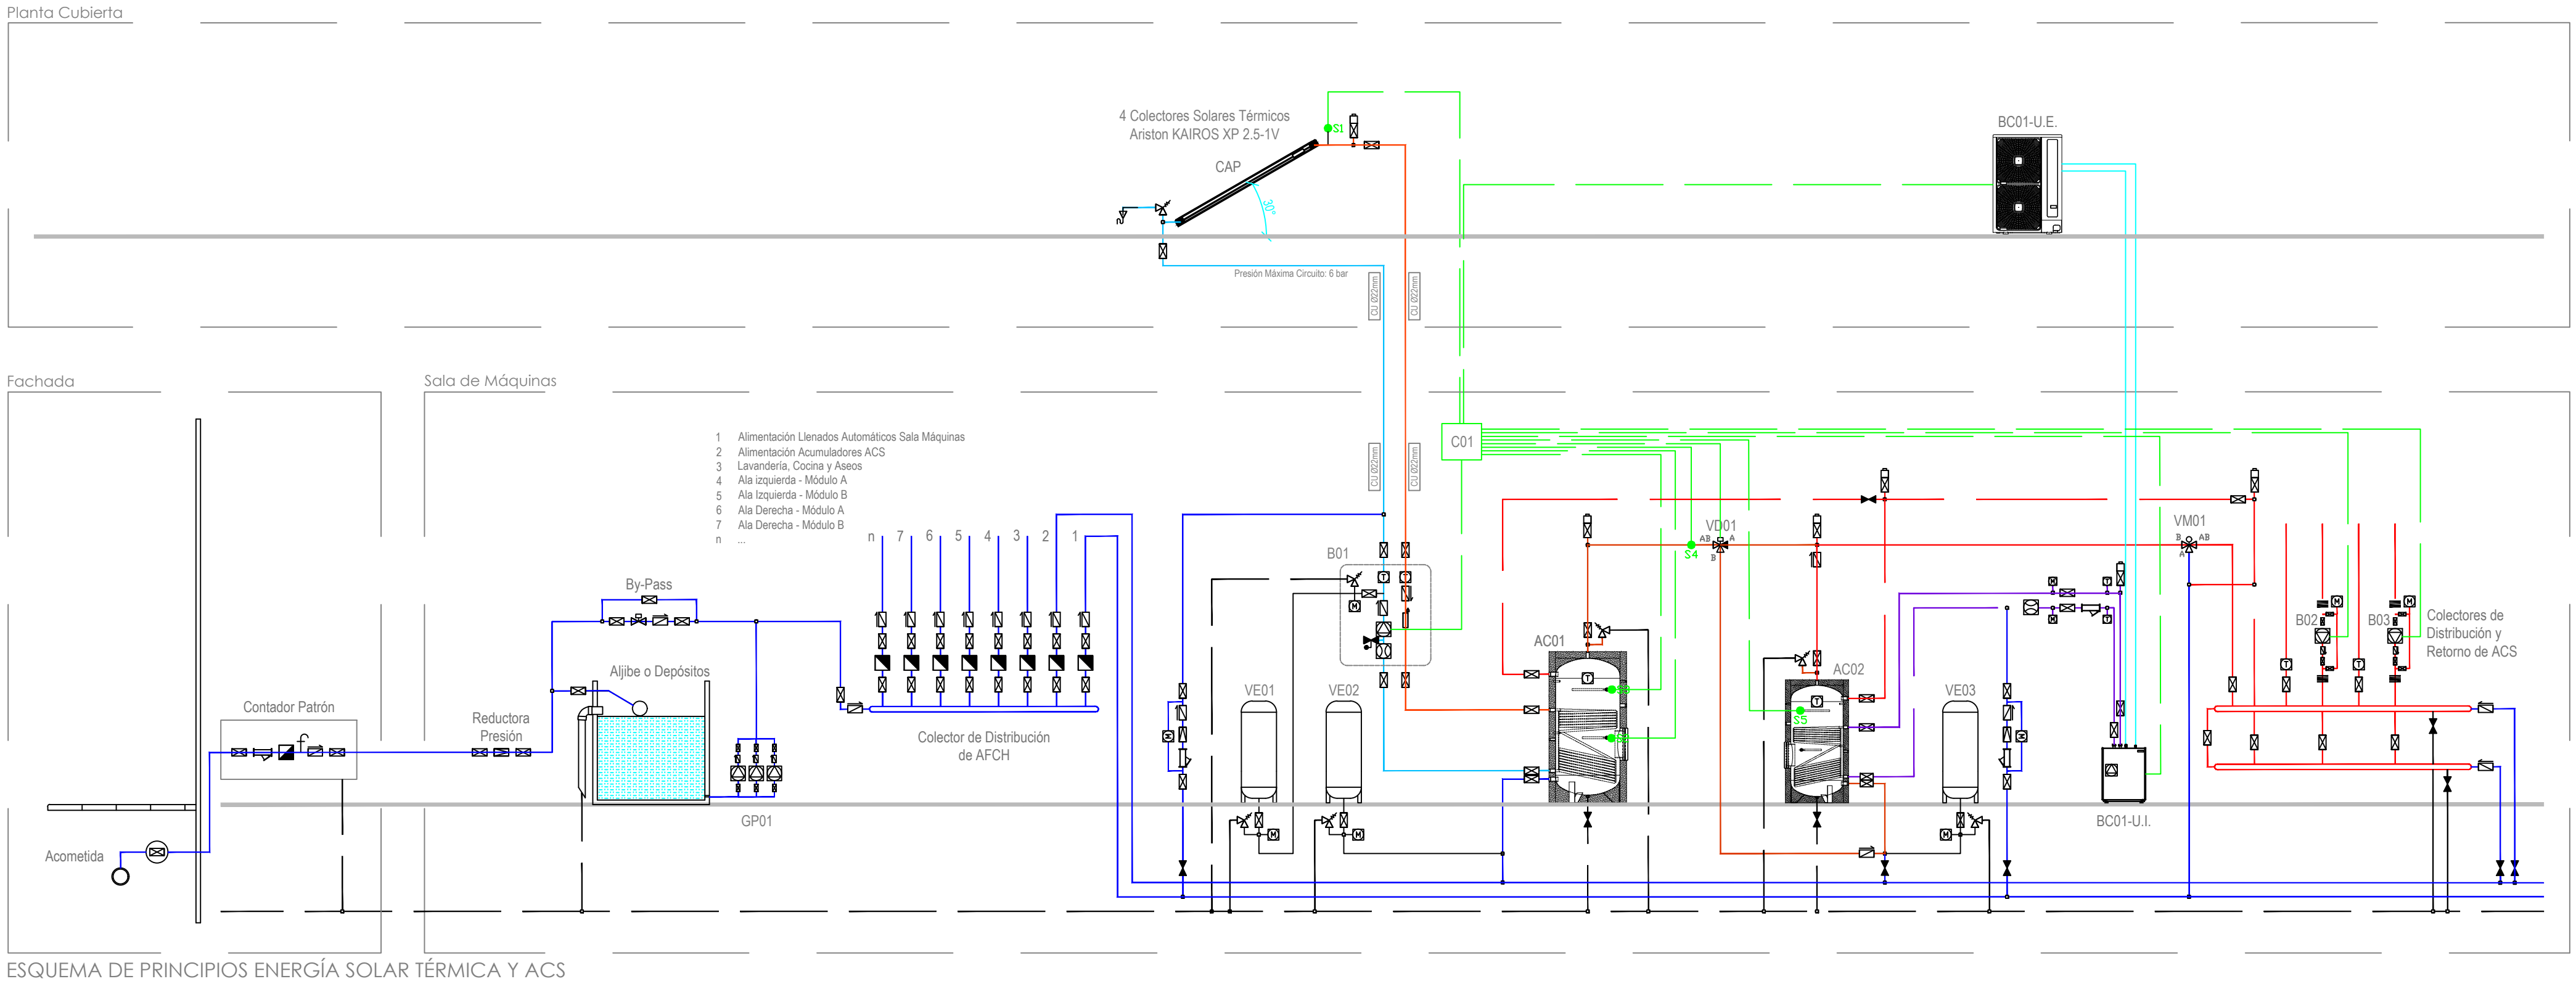 Planta Cubierta
4 Colectores Solares Térmicos
Ariston KAIROS XP 2.5-1V
CAP
S1
30°
BC01-U.E.
Presión Máxima Circuito: 6 bar
CU Ø22mm
CU Ø22mm
Fachada
Sala de Máquinas
1 Alimentación Llenados Automáticos Sala Máquinas
2 Alimentación Acumuladores ACS
3 Lavandería, Cocina y Aseos
4 Ala izquierda - Módulo A
5 Ala Izquierda - Módulo B
6 Ala Derecha - Módulo A
7 Ala Derecha - Módulo B
n ...
CU Ø22mm
CU Ø22mm
C01
n 7 6 5 4 3 2 1
B01
VD01
AB A
B
S4
VM01
B AB
A
By-Pass
T T
M
M M
T T
B02
B03
Colectores de
Distribución y
Retorno de ACS
AC01
AC02
Aljibe o Depósitos
Contador Patrón
Reductora
Presión
VE01
VE02
VE03
T
T
T
T
S5
Colector de Distribución
de AFCH
GP01
BC01-U.I.
M
M
M
Acometida
ESQUEMA DE PRINCIPIOS ENERGÍA SOLAR TÉRMICA Y ACS